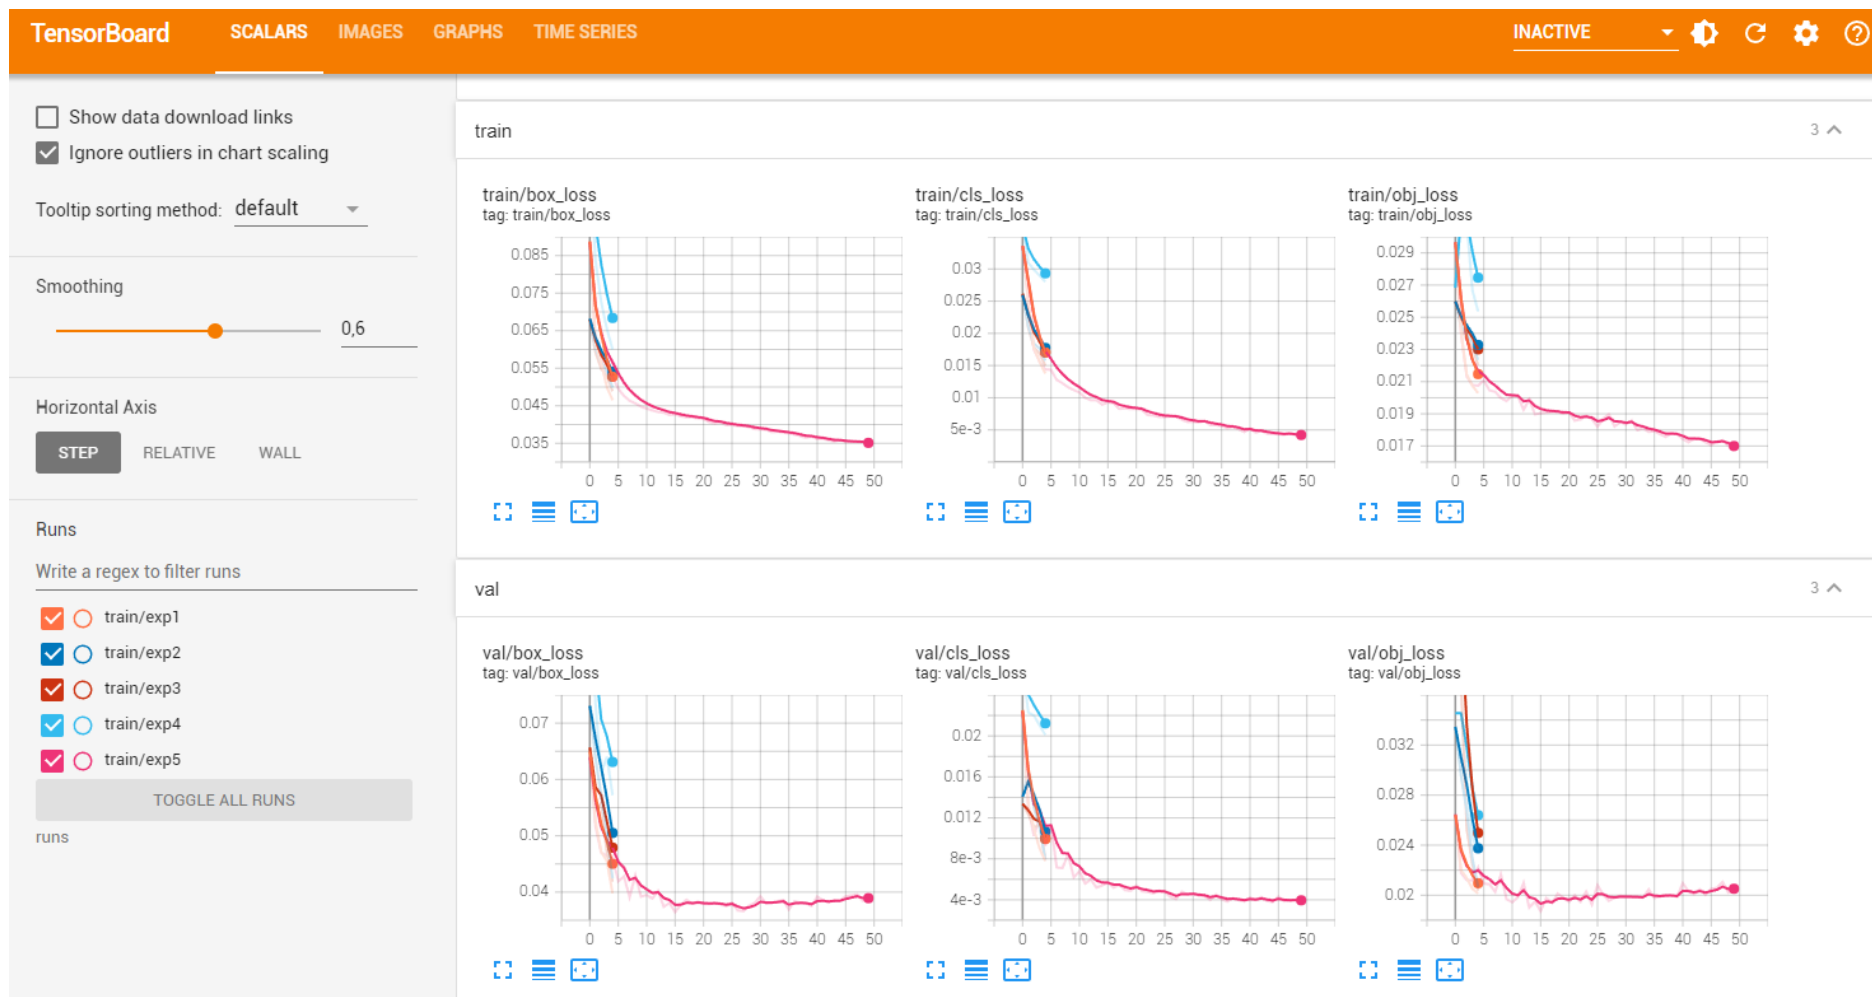 TensorBoard SCALARS IMAGES GRAPHS TIME SERIES INACTIVE
Show data download links
Ignore outliers in chart scaling
Tooltip sorting method: default
Smoothing
0,6
Horizontal Axis
STEP RELATIVE WALL
Runs
Write a regex to filter runs
train/exp1
train/exp2
train/exp3
train/exp4
train/exp5
TOGGLE ALL RUNS
runs
train 3
train/box_loss
tag: train/box_loss
0.085
0.075
0.065
0.055
0.045
0.035
0 5 10 15 20 25 30 35 40 45 50
train/cls_loss
tag: train/cls_loss
0.03
0.025
0.02
0.015
0.01
5e-3
0 5 10 15 20 25 30 35 40 45 50
train/obj_loss
tag: train/obj_loss
0.029
0.027
0.025
0.023
0.021
0.019
0.017
0 5 10 15 20 25 30 35 40 45 50
val 3
val/box_loss
tag: val/box_loss
0.07
0.06
0.05
0.04
0 5 10 15 20 25 30 35 40 45 50
val/cls_loss
tag: val/cls_loss
0.02
0.016
0.012
8e-3
4e-3
0 5 10 15 20 25 30 35 40 45 50
val/obj_loss
tag: val/obj_loss
0.032
0.028
0.024
0.02
0 5 10 15 20 25 30 35 40 45 50